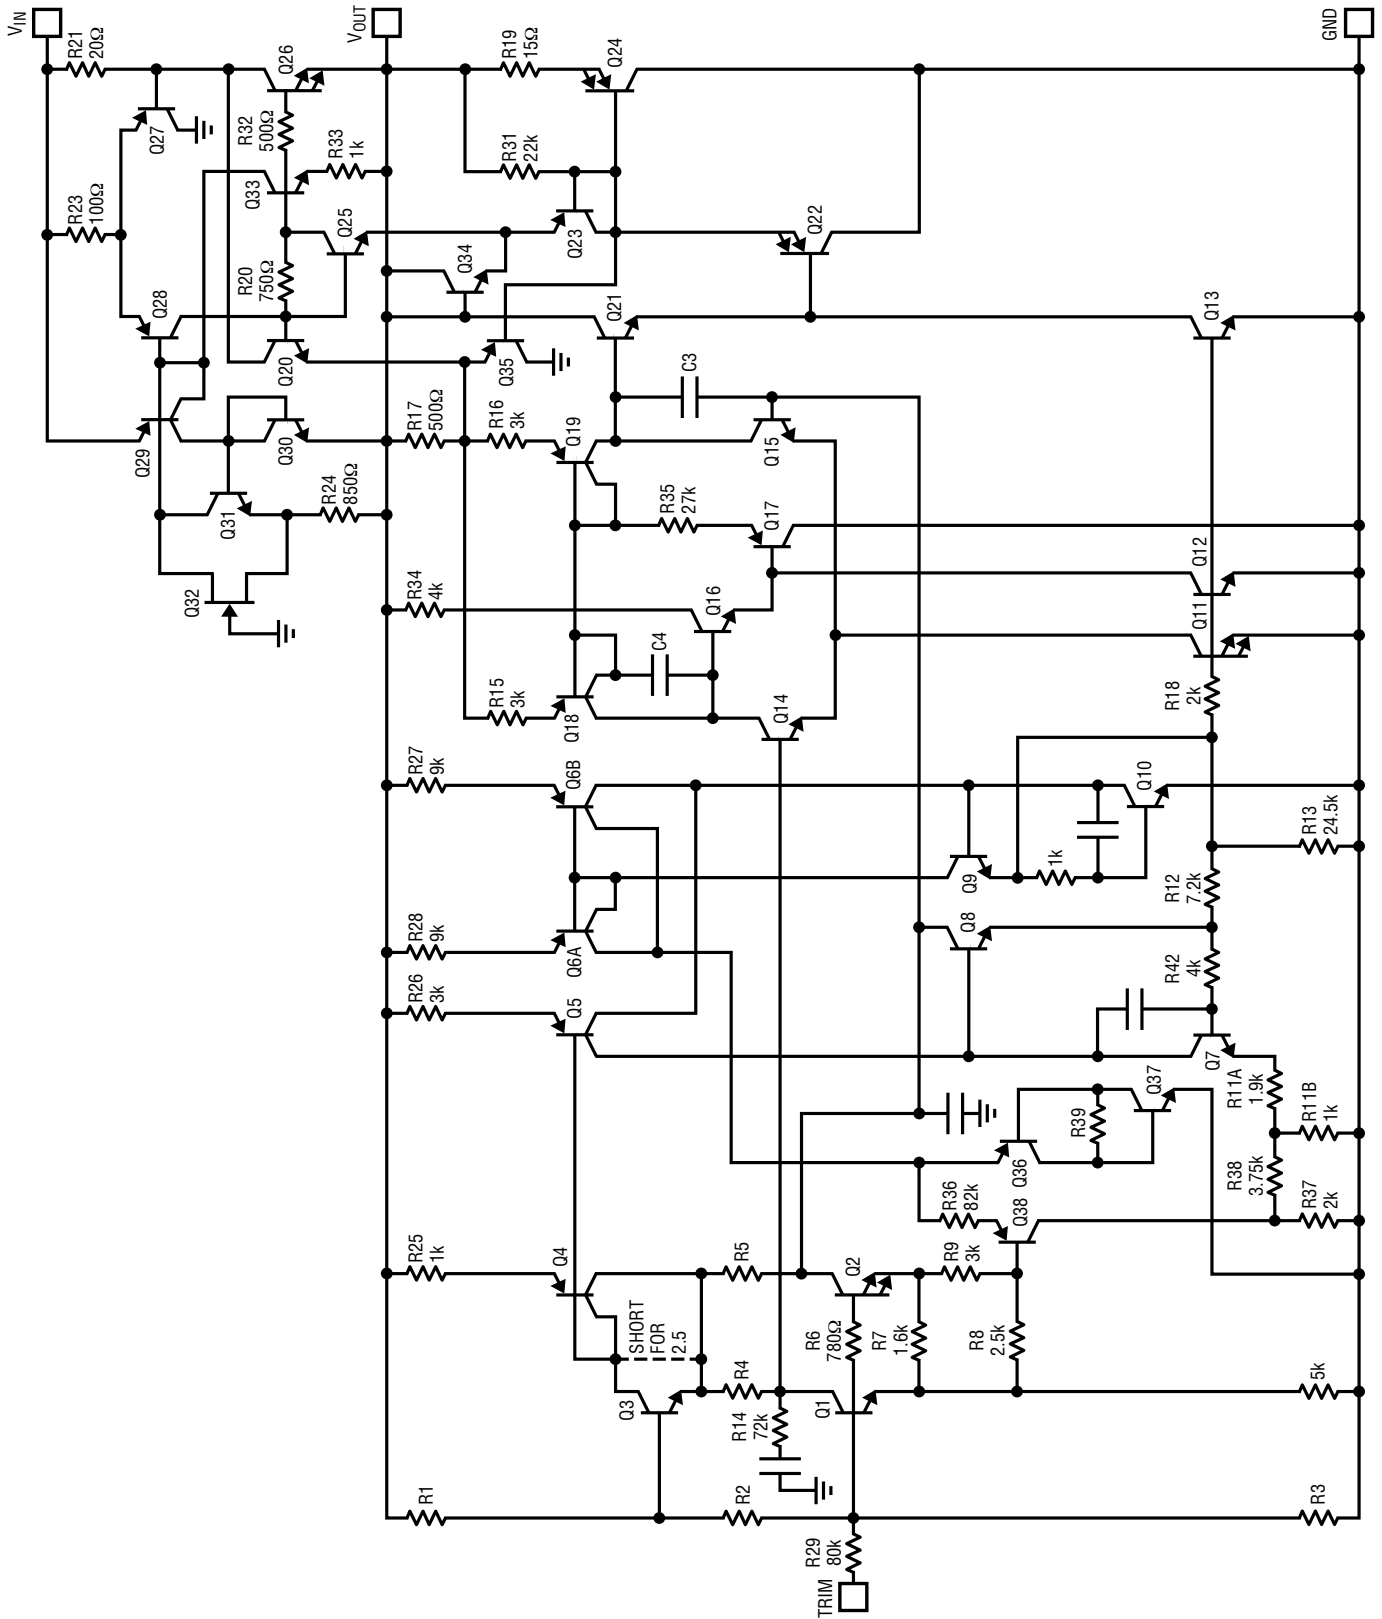 VIN
R21
20Ω
Q27
R23
100Ω
Q28
Q29
Q26
R32
500Ω
Q33
R33
1k
Q25
R20
750Ω
Q20
Q30
Q31
R24
850Ω
Q32
VOUT
R19
15Ω
Q24
R31
22k
Q23
Q22
Q34
Q35
Q21
C3
R17
500Ω
R16
3k
Q19
Q15
R35
27k
Q17
R34
4k
Q16
C4
R15
3k
Q18
Q14
GND
Q13
Q12
Q11
R18
2k
R27
9k
Q6B
Q10
R13
24.5k
1k
Q9
R12
7.2k
R28
9k
Q6A
Q8
R42
4k
R26
3k
Q5
Q7
R11A
1.9k
R11B
1k
Q37
R39
Q36
R38
3.75k
R37
2k
R36
82k
Q38
R25
1k
Q4
R5
Q2
R9
3k
SHORT
FOR
2.5
R6
780Ω
R7
1.6k
R8
2.5k
Q3
R4
R14
72k
Q1
5k
R1
R2
R3
R29
80k
TRIM